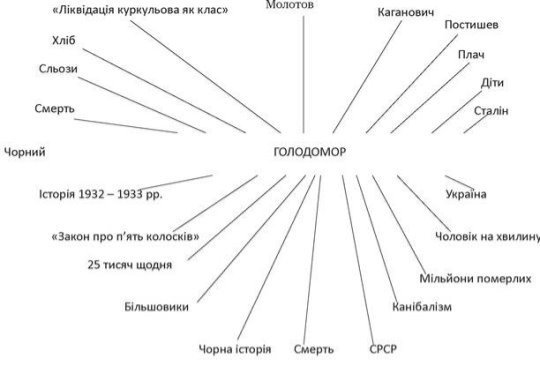 Молотов
«Ліквідація куркульова як клас»
Каганович
Постишев
Хліб
Плач
Сльози
Діти
Смерть
Сталін
Чорний
ГОЛОДОМОР
Історія 1932 – 1933 рр.
Україна
«Закон про п’ять колосків»
Чоловік на хвилину
25 тисяч щодня
Мільйони померлих
Більшовики
Канібалізм
Чорна історія
Смерть
СРСР